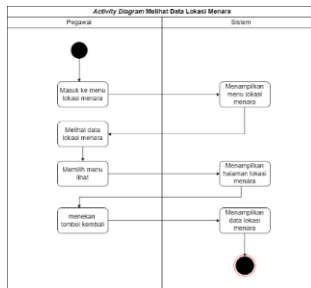 Activity Diagram Melihat Data Lokasi Menara
Pegawai
Sistem
Masuk ke menu
lokasi menara
Menampilkan
menu lokasi
menara
Melihat data
lokasi menara
Memilih menu
lihat
Menampilkan
halaman lokasi
menara
menekan
tombol kembali
Menampilkan
data lokasi
menara